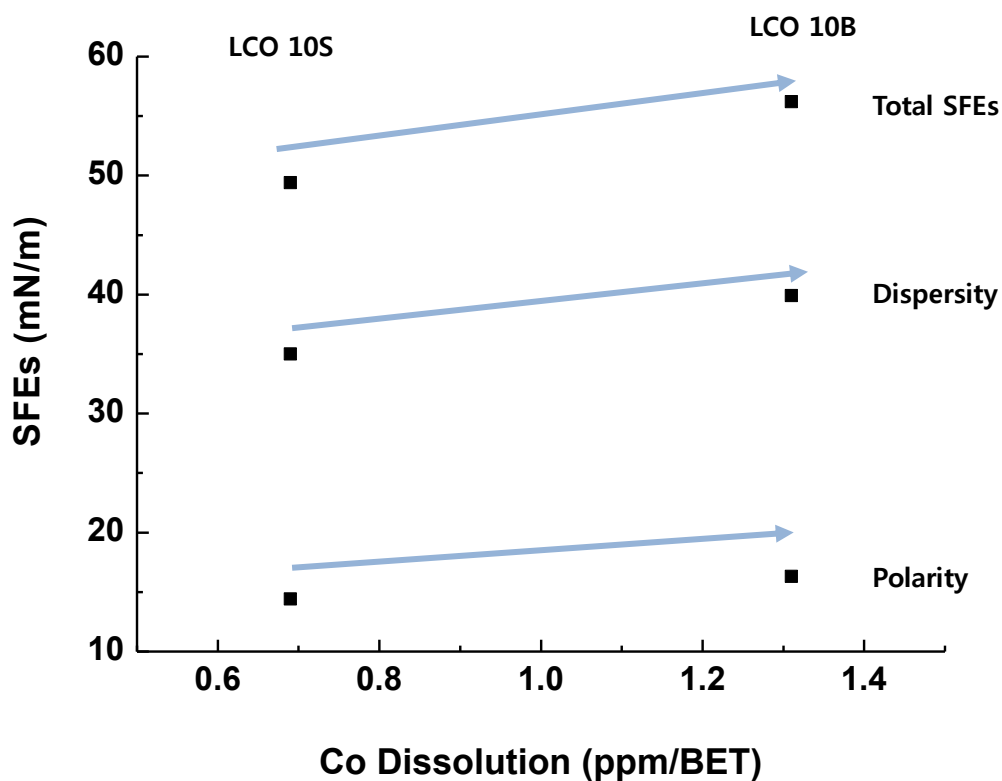 LCO 10S
LCO 10B
60
50
40
30
20
10
SFEs (mN/m)
Total SFEs
Dispersity
Polarity
0.6
0.8
1.0
1.2
1.4
Co Dissolution (ppm/BET)